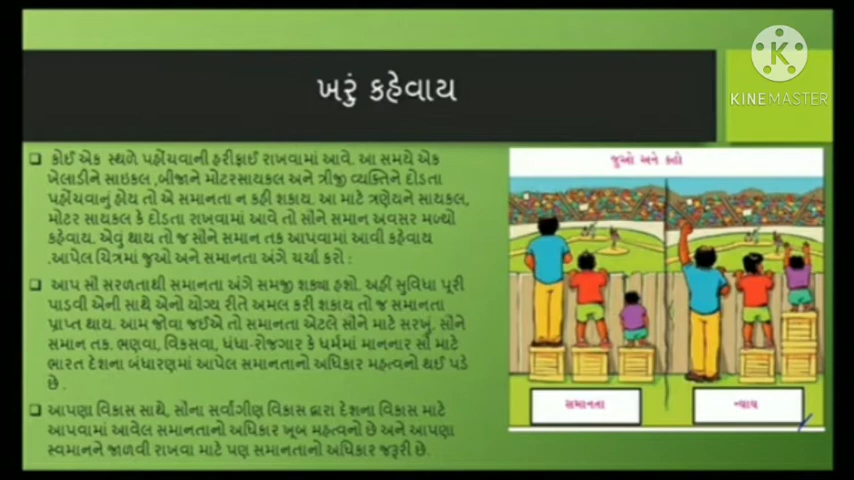 ખરું કહેવાય
KINEMASTER
❑ કોઈ એક સ્થળે પહોંચવાની હરીફાઈ રાખવામાં આવે. આ સમયે એક
ખેલાડીને સાઇકલ ,બીજાને મોટરસાયકલ અને ત્રીજી વ્યક્તિને દોડતા
પહોંચવાનું હોય તો એ સમાનતા ન કહી શકાય. આ માટે ત્રણેયને સાયકલ,
મોટર સાયકલ કે દોડતા રાખવામાં આવે તો સૌને સમાન અવસર મળ્યો
કહેવાય. એવું થાય તો જ સૌને સમાન તક આપવામાં આવી કહેવાય
.આપેલ ચિત્રમાં જુઓ અને સમાનતા અંગે ચર્ચા કરો :
❑ આપ સૌ સરળતાથી સમાનતા અંગે સમજી શક્યા હશો. અહીં સુવિધા પૂરી
પાડવી એની સાથે એનો યોગ્ય રીતે અમલ કરી શકાય તો જ સમાનતા
પ્રાપ્ત થાય. આમ જોવા જઈએ તો સમાનતા એટલે સૌને માટે સરખું. સૌને
સમાન તક. ભણવા, વિકસવા, ધંધા-રોજગાર કે ધર્મમાં માનનાર સૌ માટે
ભારત દેશના બંધારણમાં આપેલ સમાનતાનો અધિકાર મહત્વનો થઈ પડે
છે .
❑ આપણા વિકાસ સાથે, સૌના સર્વાંગીણ વિકાસ દ્વારા દેશના વિકાસ માટે
આપવામાં આવેલ સમાનતાનો અધિકાર ખૂબ મહત્વનો છે અને આપણા
સ્વમાનને જાળવી રાખવા માટે પણ સમાનતાનો અધિકાર જરૂરી છે.
જુઓ અને કહો
સમાનતા
ન્યાય